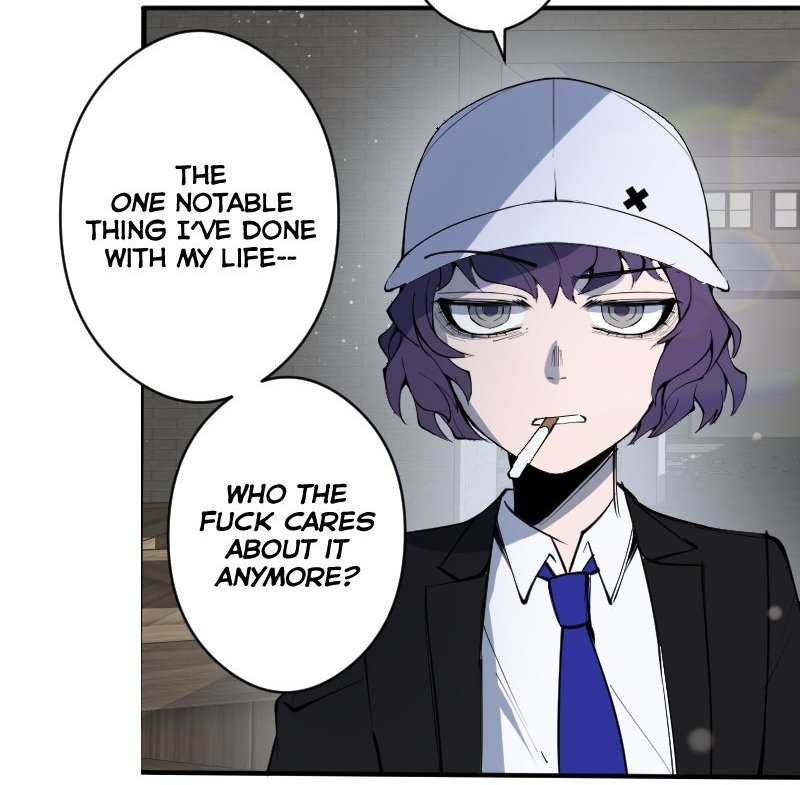 THE
ONE NOTABLE
THING I'VE DONE
WITH MY LIFE--
WHO THE
FUCK CARES
ABOUT IT
ANYMORE?